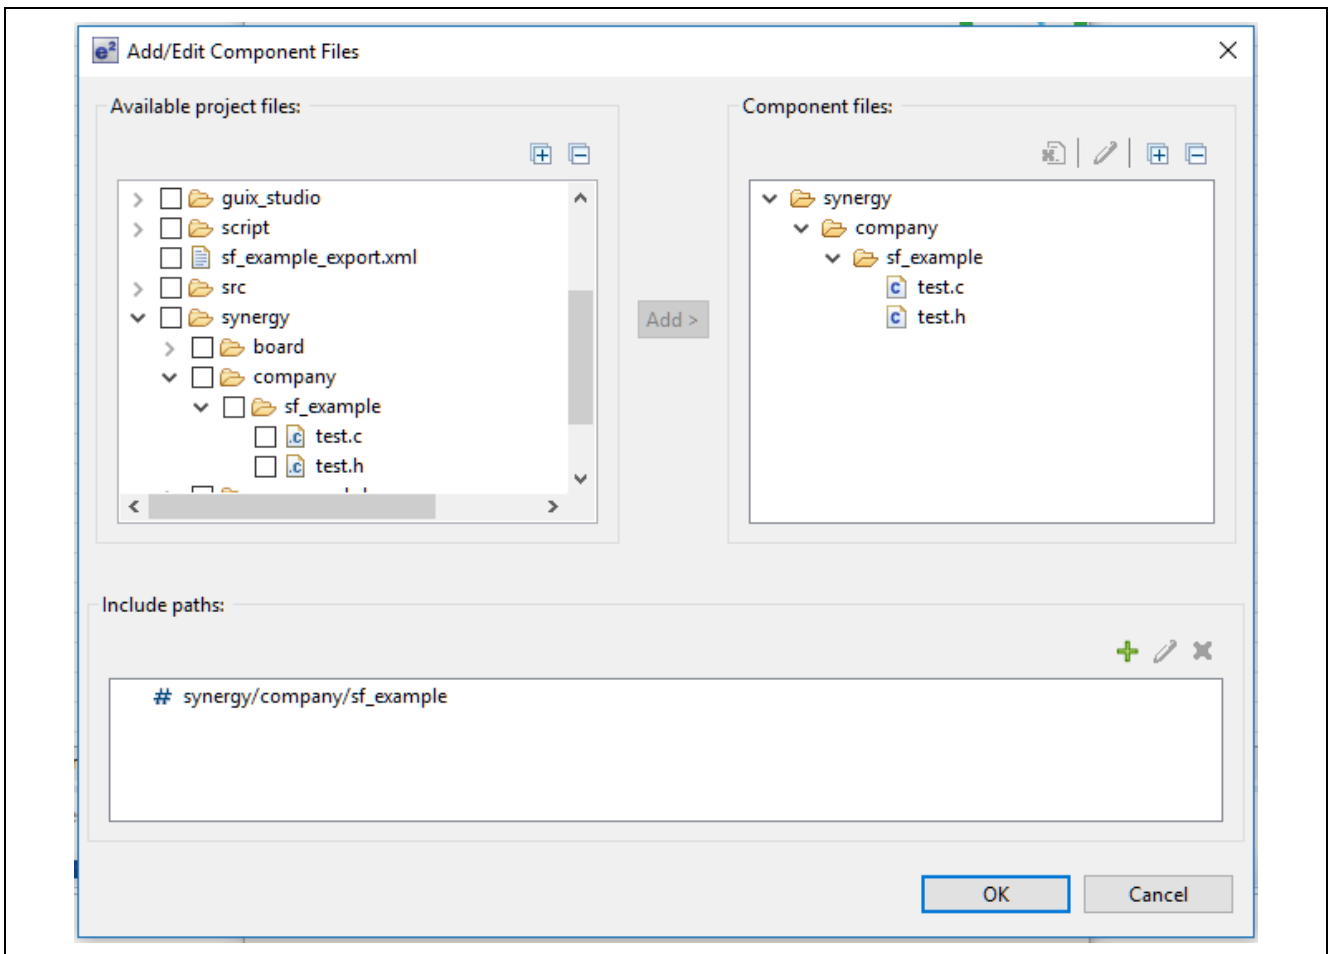 e² Add/Edit Component Files
Available project files:
guix_studio
script
sf_example_export.xml
src
synergy
board
company
sf_example
.c test.c
.c test.h
Add >
Component files:
synergy
company
sf_example
c test.c
c test.h
Include paths:
# synergy/company/sf_example
OK
Cancel